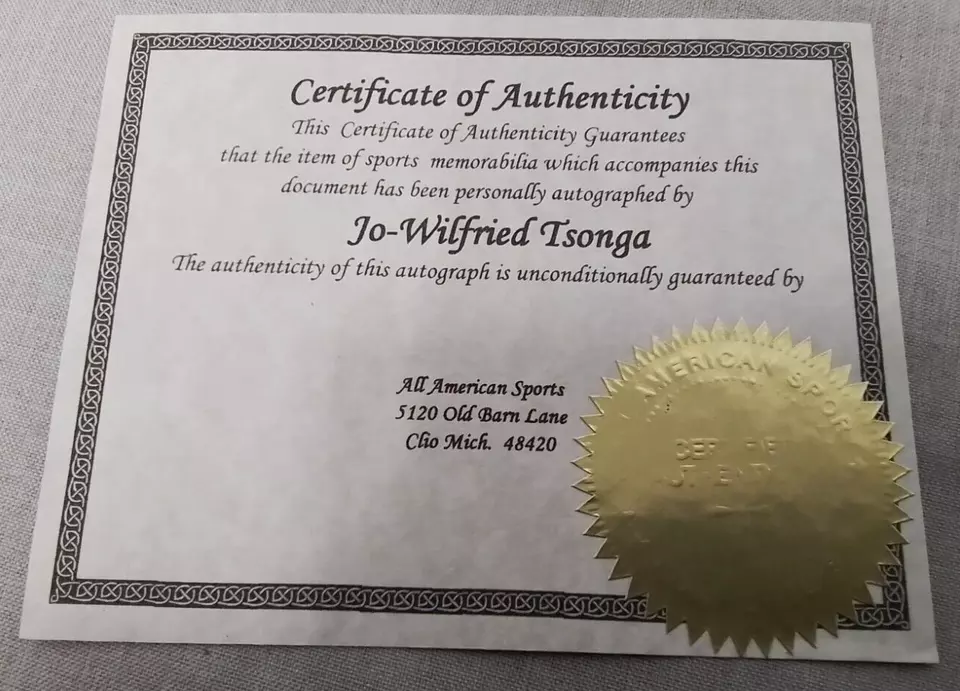 Certificate of Authenticity
This Certificate of Authenticity Guarantees
that the item of sports memorabilia which accompanies this
document has been personally autographed by
Jo-Wilfried Tsonga
The authenticity of this autograph is unconditionally guaranteed by
All American Sports
5120 Old Barn Lane
Clio Mich. 48420
AMERICAN SPOR